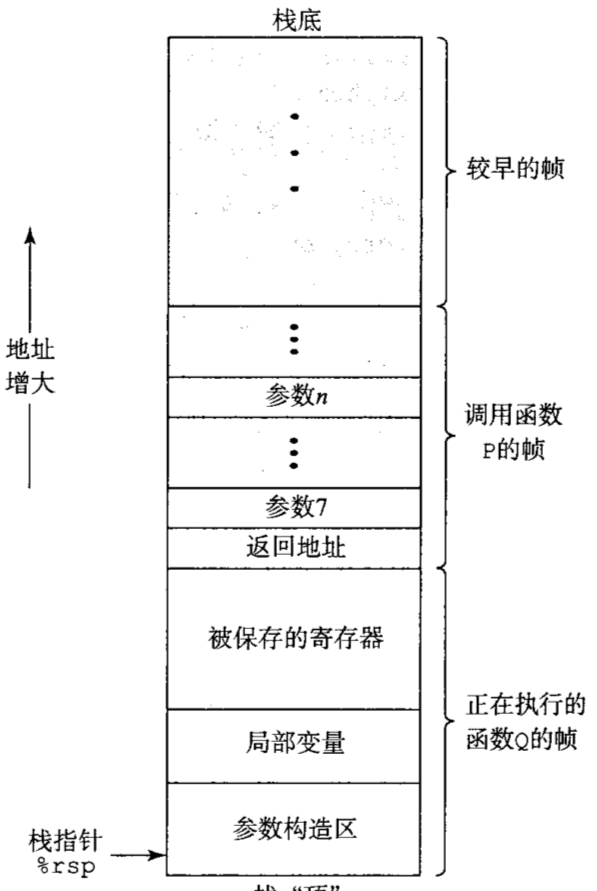 栈底
较早的帧
地址
增大
参数n
调用函数
P的帧
参数7
返回地址
被保存的寄存器
正在执行的
函数Q的帧
局部变量
参数构造区
栈指针
%rsp
栈“顶”